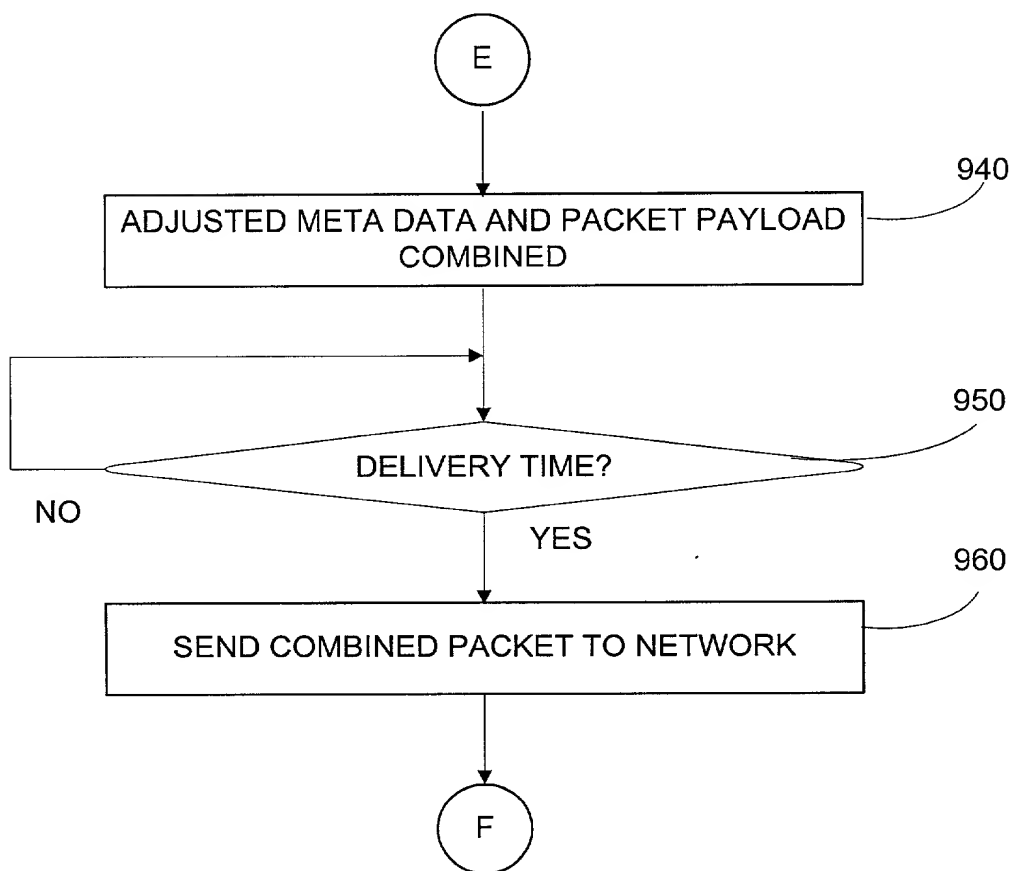 E
940
ADJUSTED META DATA AND PACKET PAYLOAD
COMBINED
950
DELIVERY TIME?
NO
YES
960
SEND COMBINED PACKET TO NETWORK
F